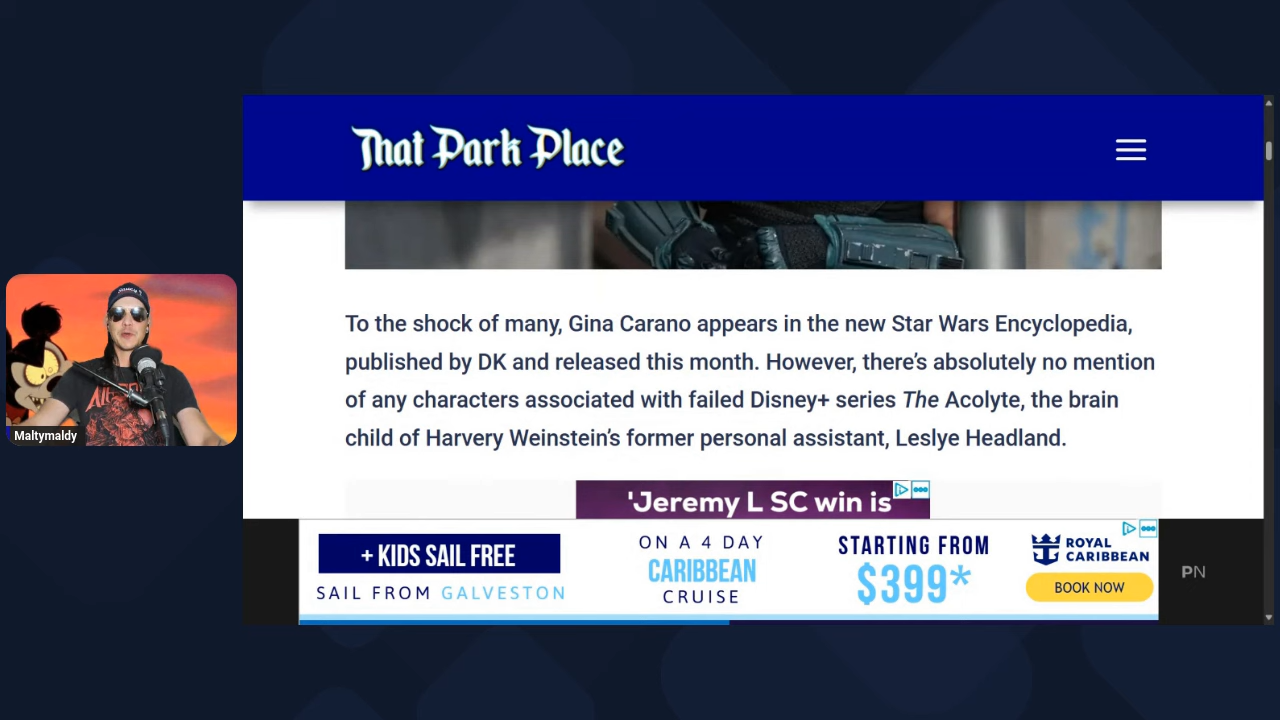 That Park Place
To the shock of many, Gina Carano appears in the new Star Wars Encyclopedia,
published by DK and released this month. However, there's absolutely no mention
of any characters associated with failed Disney+ series The Acolyte, the brain
child of Harvery Weinstein's former personal assistant, Leslye Headland.
Maltymaldy
'Jeremy L SC win is
+ KIDS SAIL FREE
SAIL FROM GALVESTON
ON A 4 DAY
CARIBBEAN
CRUISE
STARTING FROM
$399*
ROYAL
CARIBBEAN
BOOK NOW
PN